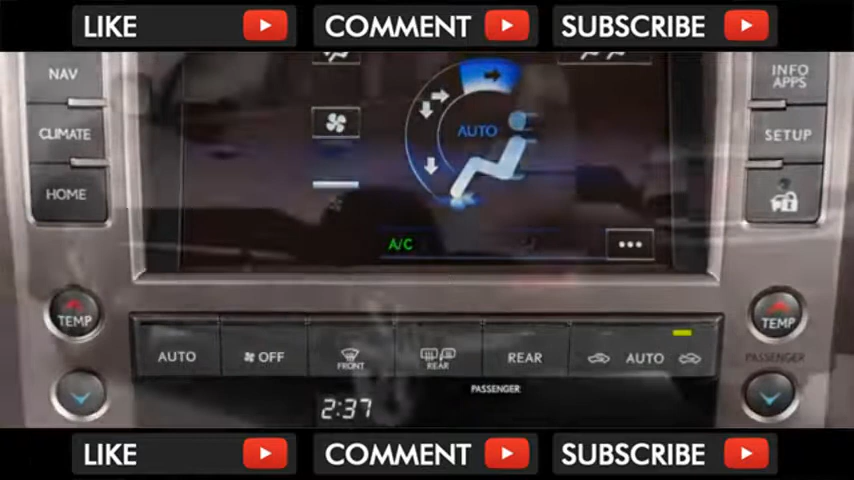 LIKE COMMENT SUBSCRIBE
NAV
INFO
APPS
CLIMATE
AUTO
SETUP
HOME
A/C
TEMP
TEMP
AUTO
OFF
FRONT
REAR
REAR
AUTO
PASSENGER
PASSENGER
2:37
LIKE COMMENT SUBSCRIBE